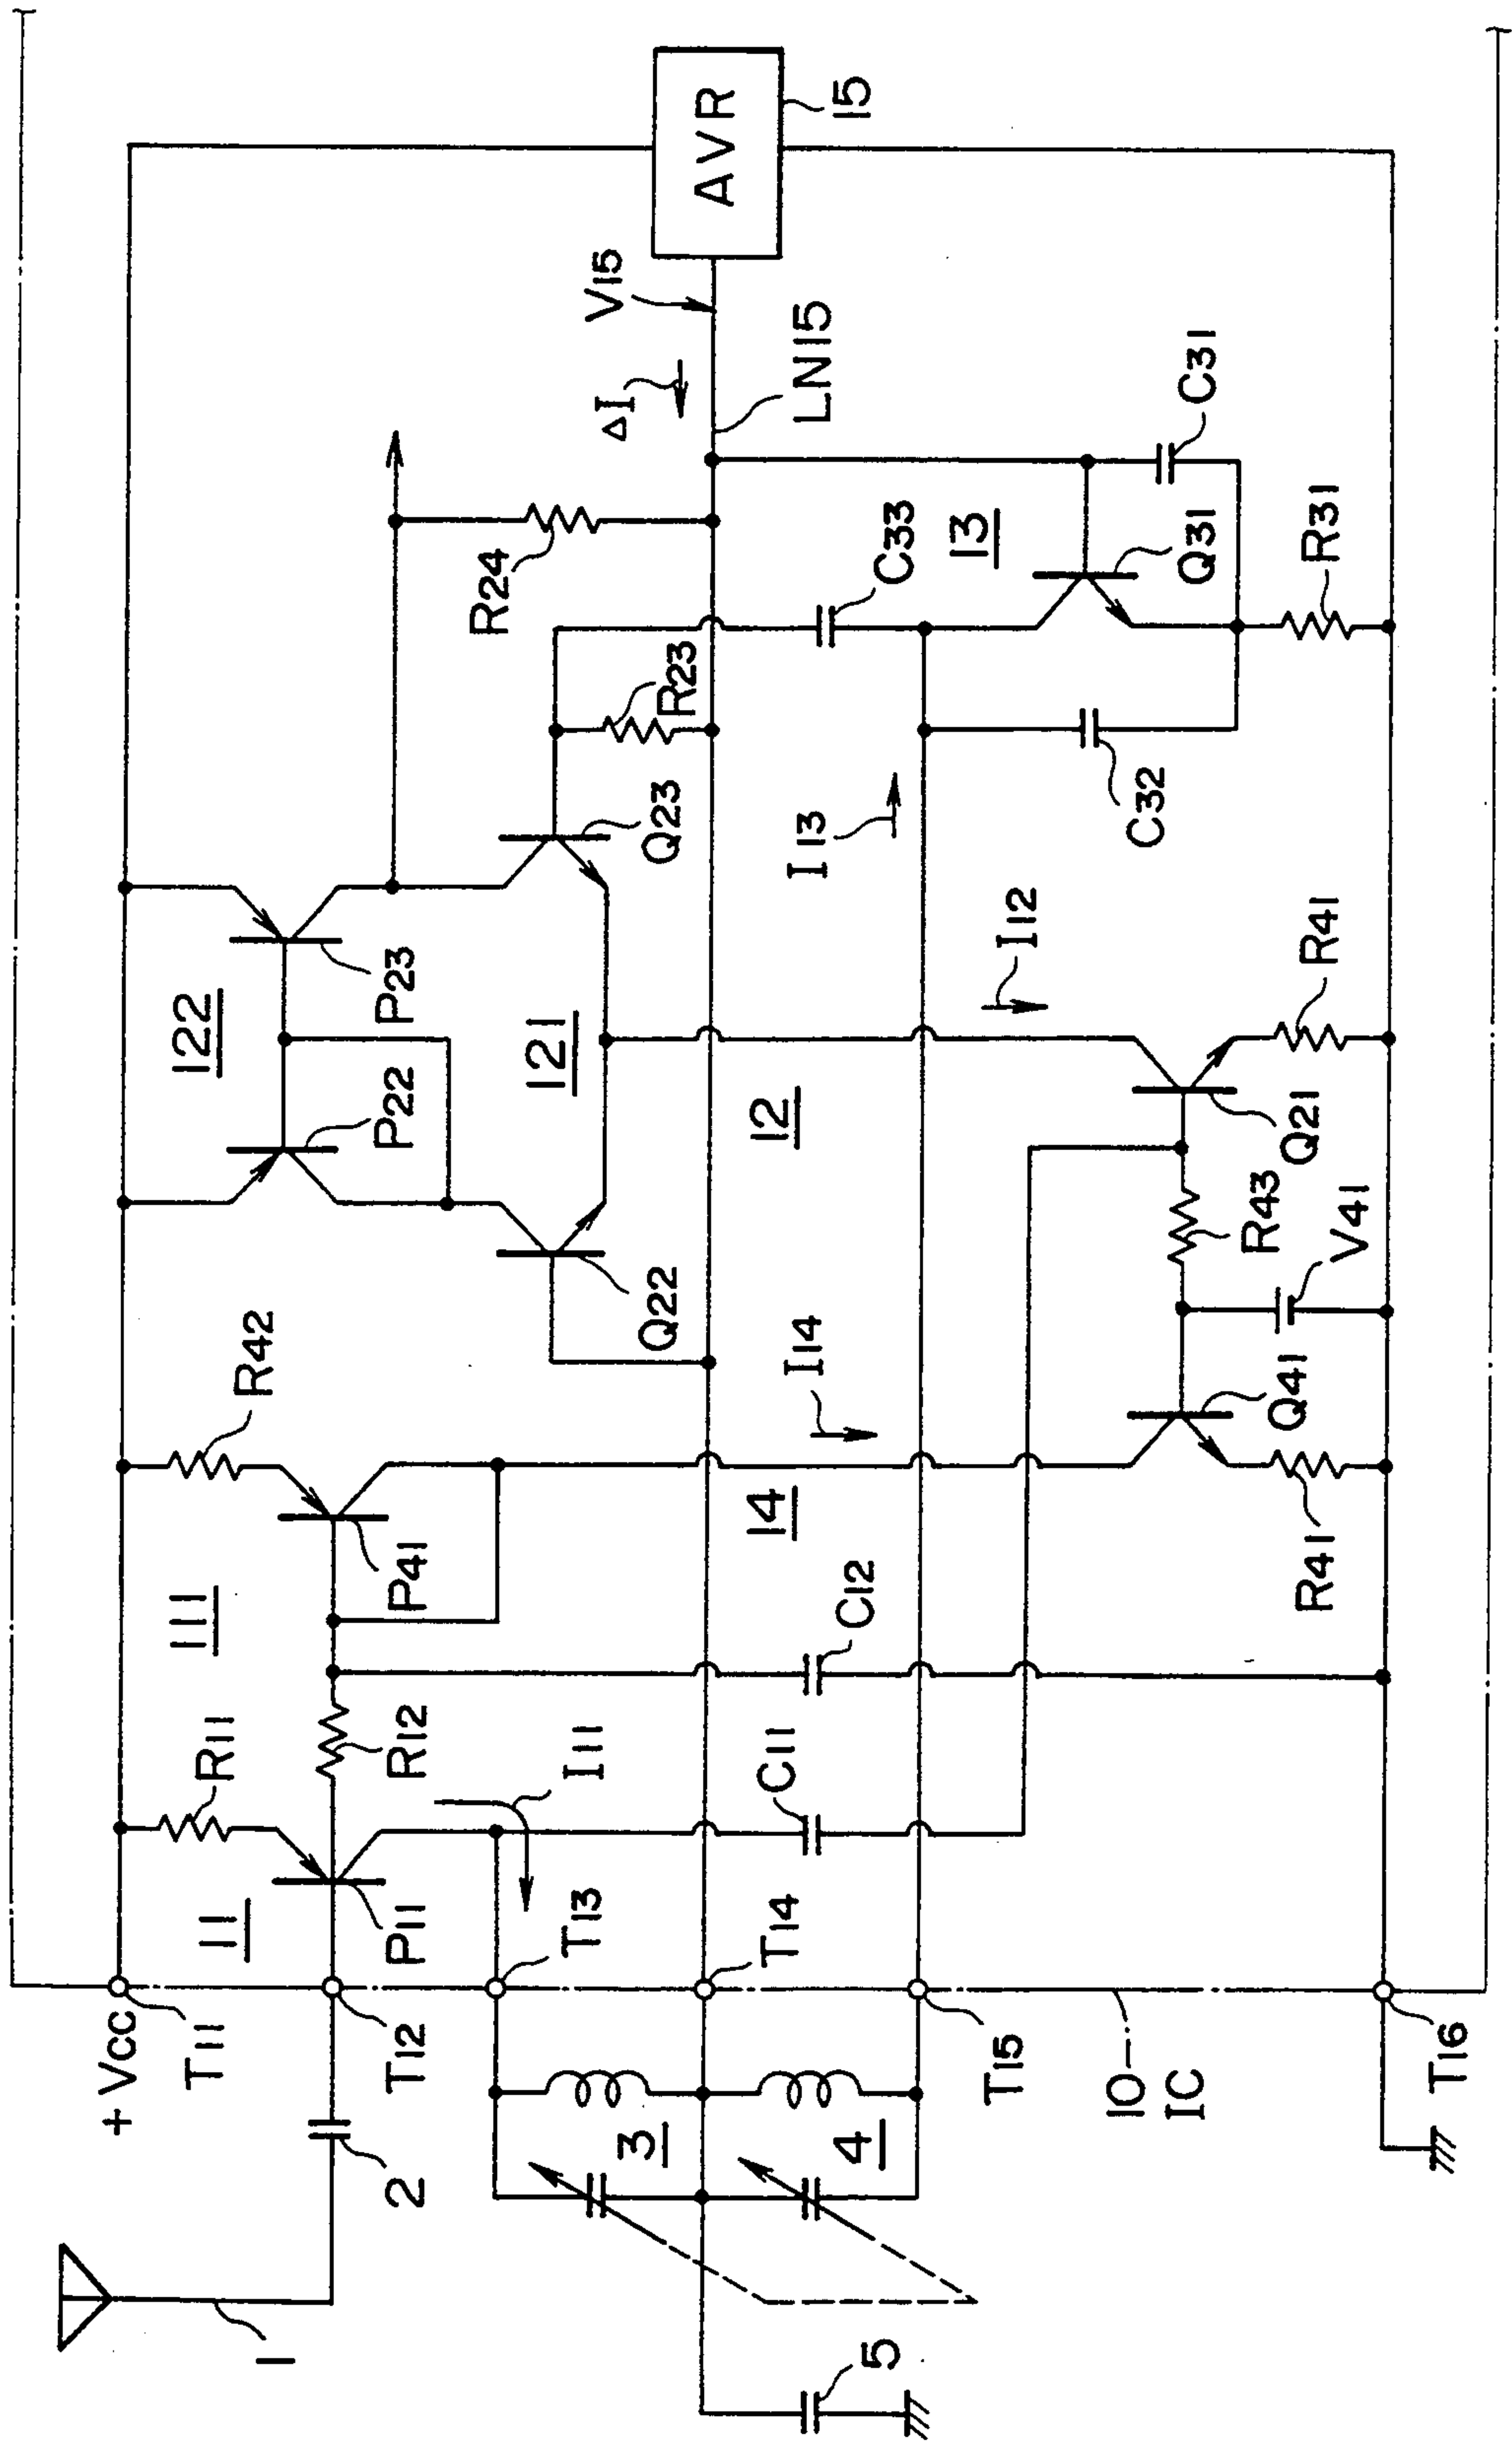 1
2
3
4
5
+ Vcc
T11
T12
T13
T14
T15
T16
10
IC
11
P11
R11
R12
I11
C11
C12
111
P41
R42
14
I14
Q41
R41
V41
R43
Q21
R41
I12
12
Q22
121
122
P22
P23
Q23
R23
R24
I13
C32
C33
13
Q31
R31
C31
LN15
ΔI
V15
AVR
15